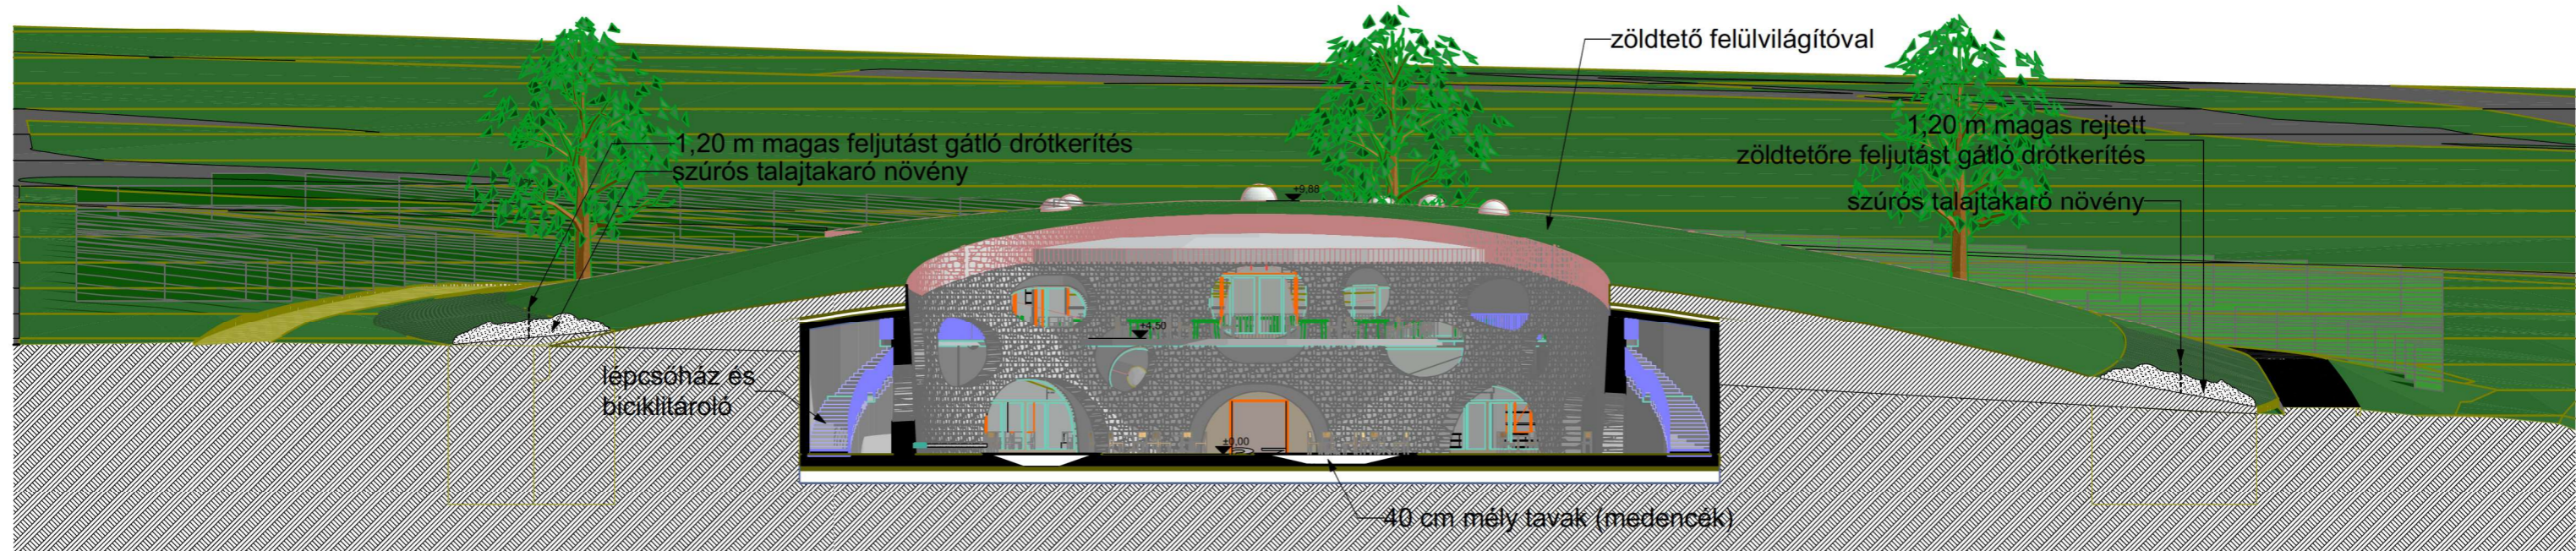 zöldtető felülvilágítóval
1,20 m magas feljutást gátló drótkerítés
szúrós talajtakaró növény
1,20 m magas rejtett
zöldtetőre feljutást gátló drótkerítés
szúrós talajtakaró növény
+9,88
+4,50
lépcsőház és
biciklitároló
±0,00
40 cm mély tavak (medencék)